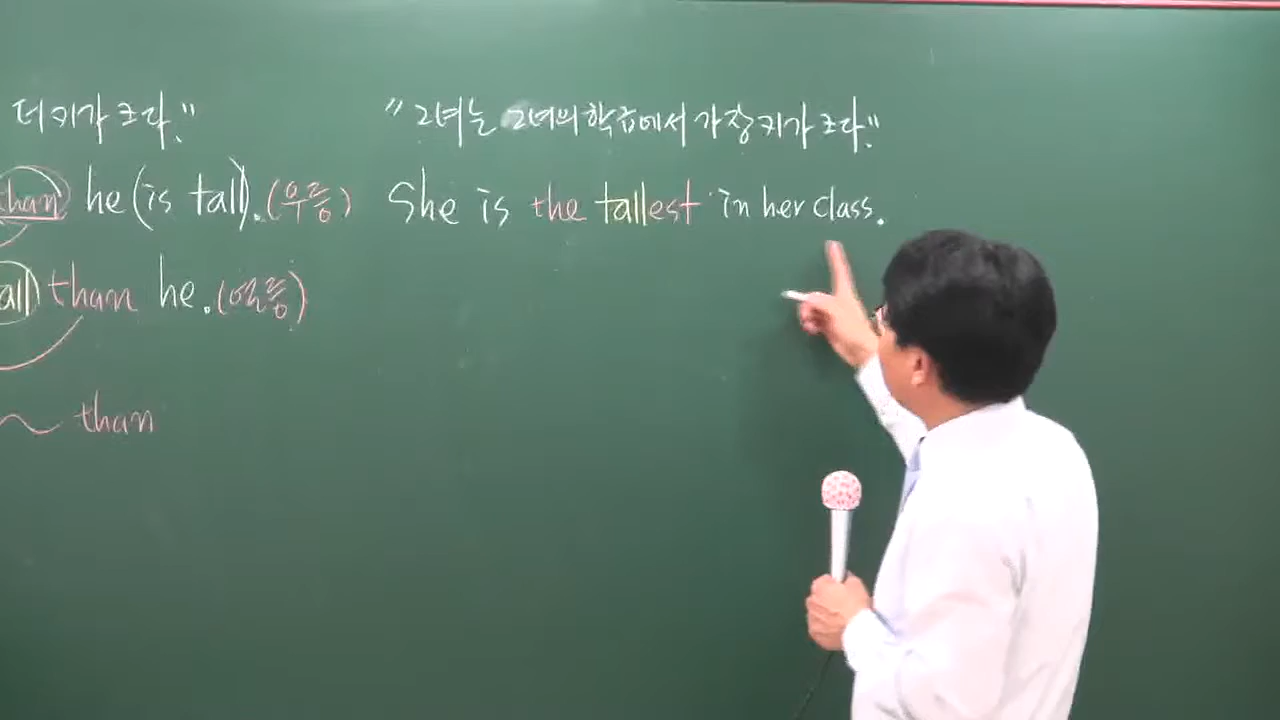 더 키가 크다."
"그녀는 그녀의 학급에서 가장 키가 크다."
than he (is tall). (우등)
She is the tallest in her class.
all than he. (열등)
than